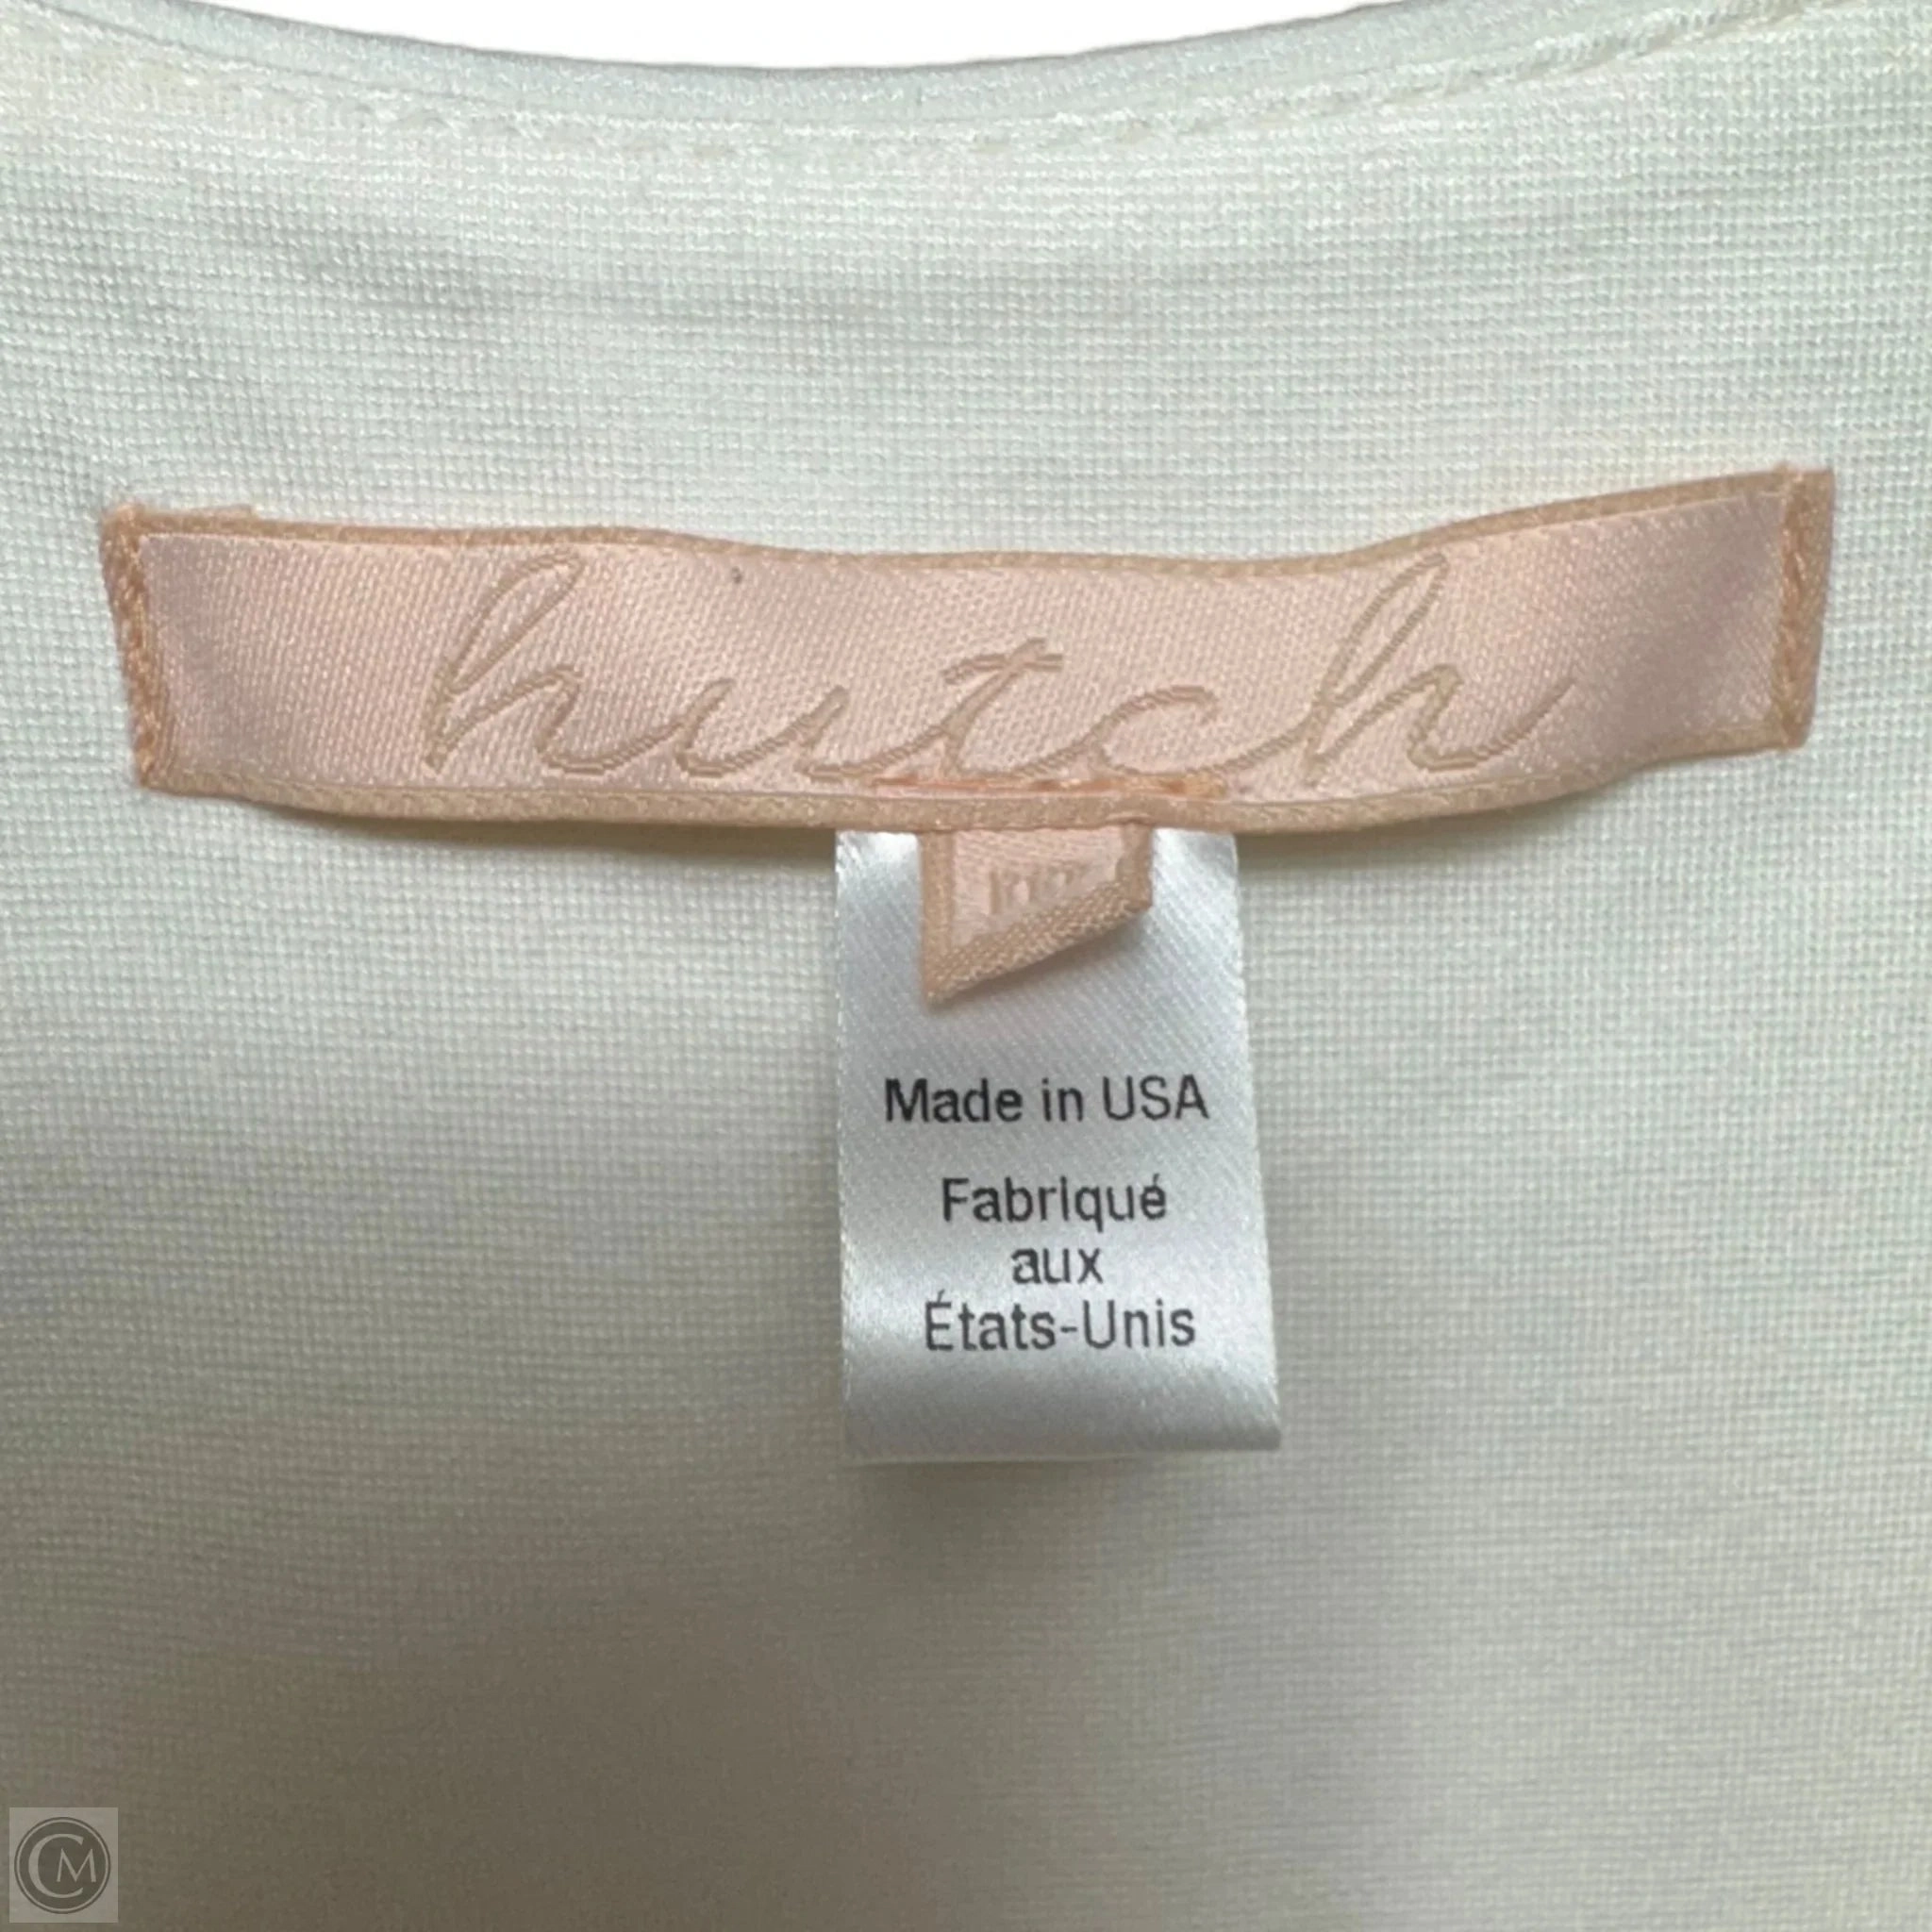 hutch
Made in USA
Fabriqué
aux
États-Unis
CM